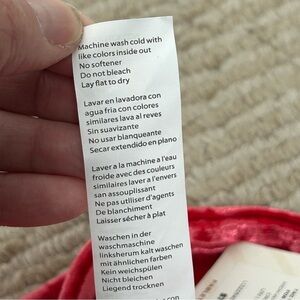 Machine wash cold with
like colors inside out
No softener
Do not bleach
Lay flat to dry
Lavar en lavadora con
agua fria con colores
similares lava al reves
Sin suavizante
No usar blanqueante
Secar extendido en plano
Laver a la machine a l'eau
froide avec des couleurs
similaires laver a l'envers
san assouplissant
Ne pas utiliser d'agents
De blanchiment
Laisser sécher à plat
Waschen in der
waschmaschine
linksherum kalt waschen
mit ähnlichen farben
Kein weichspülen
Nicht bleichen
Liegend trocknen